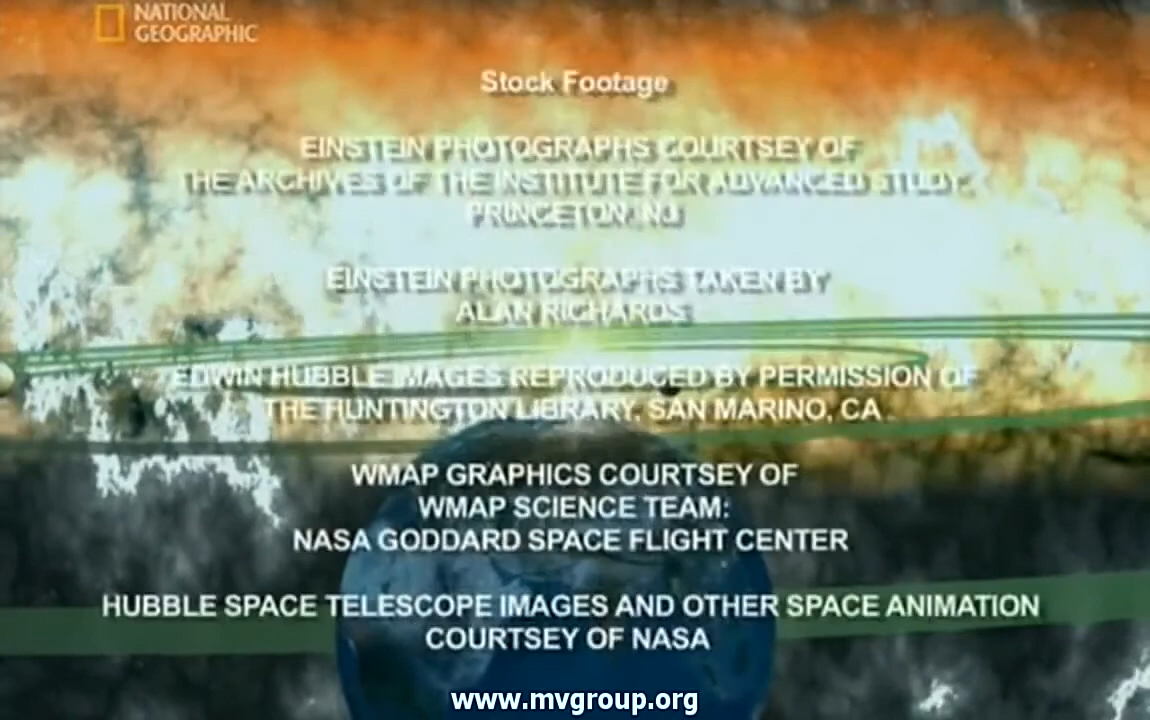 NATIONAL
GEOGRAPHIC
Stock Footage
EINSTEIN PHOTOGRAPHS COURTSEY OF
THE ARCHIVES OF THE INSTITUTE FOR ADVANCED STUDY,
PRINCETON, NJ
EINSTEIN PHOTOGRAPHS TAKEN BY
ALAN RICHARDS
EDWIN HUBBLE IMAGES REPRODUCED BY PERMISSION OF
THE HUNTINGTON LIBRARY, SAN MARINO, CA
WMAP GRAPHICS COURTSEY OF
WMAP SCIENCE TEAM:
NASA GODDARD SPACE FLIGHT CENTER
HUBBLE SPACE TELESCOPE IMAGES AND OTHER SPACE ANIMATION
COURTSEY OF NASA
www.mvgroup.org